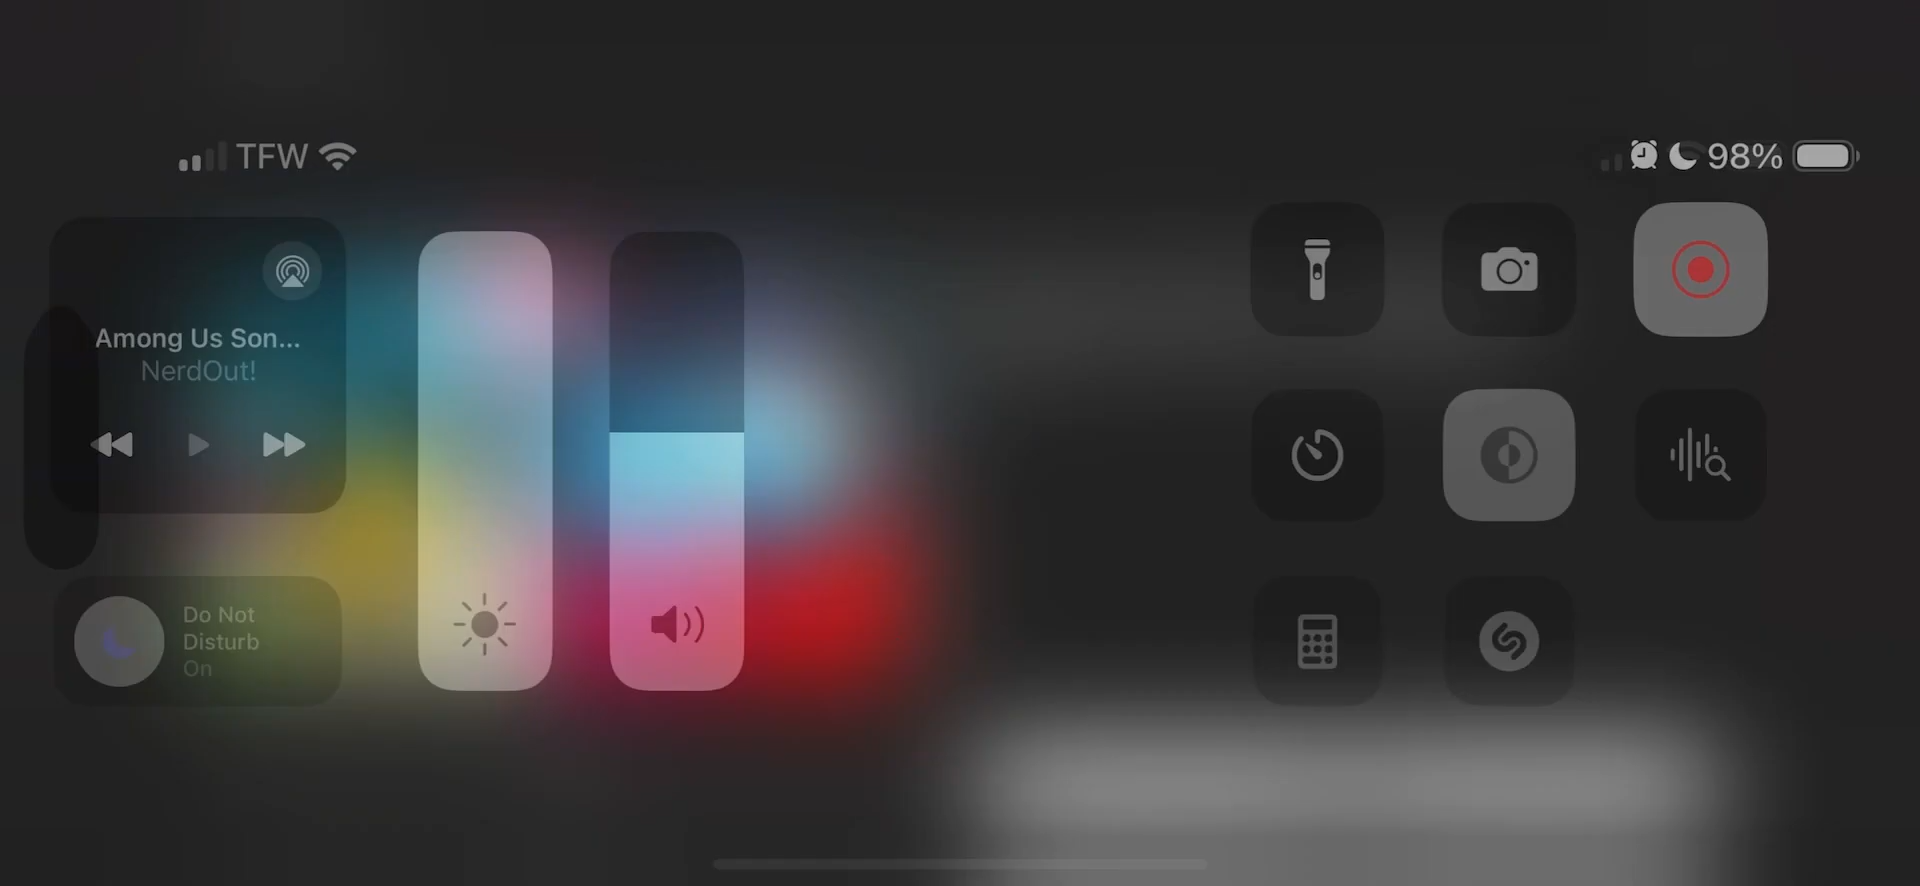 TFW
98%
Among Us Son...
NerdOut!
Do Not
Disturb
On